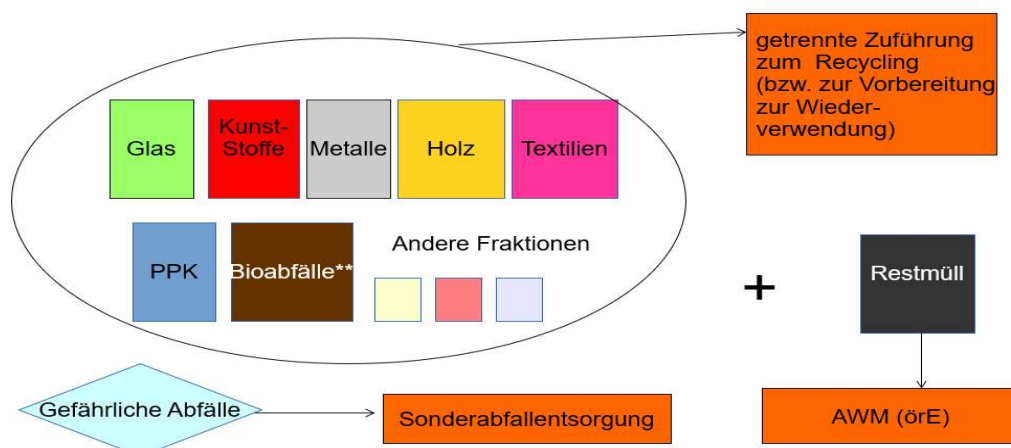 getrennte Zuführung
zum Recycling
(bzw. zur Vorbereitung
zur Wieder-
verwendung)
Glas
Kunst-
Stoffe
Metalle
Holz
Textilien
PPK
Bioabfälle**
Andere Fraktionen
+
Restmüll
Gefährliche Abfälle
Sonderabfallentsorgung
AWM (örE)